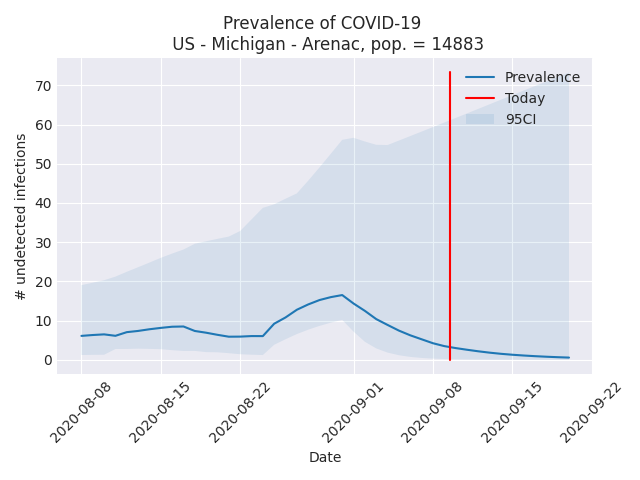 Prevalence of COVID-19
US - Michigan - Arenac, pop. = 14883
Prevalence
Today
95CI
# undetected infections
70
60
50
40
30
20
10
0
2020-08-08
2020-08-15
2020-08-22
2020-09-01
2020-09-08
2020-09-15
2020-09-22
Date